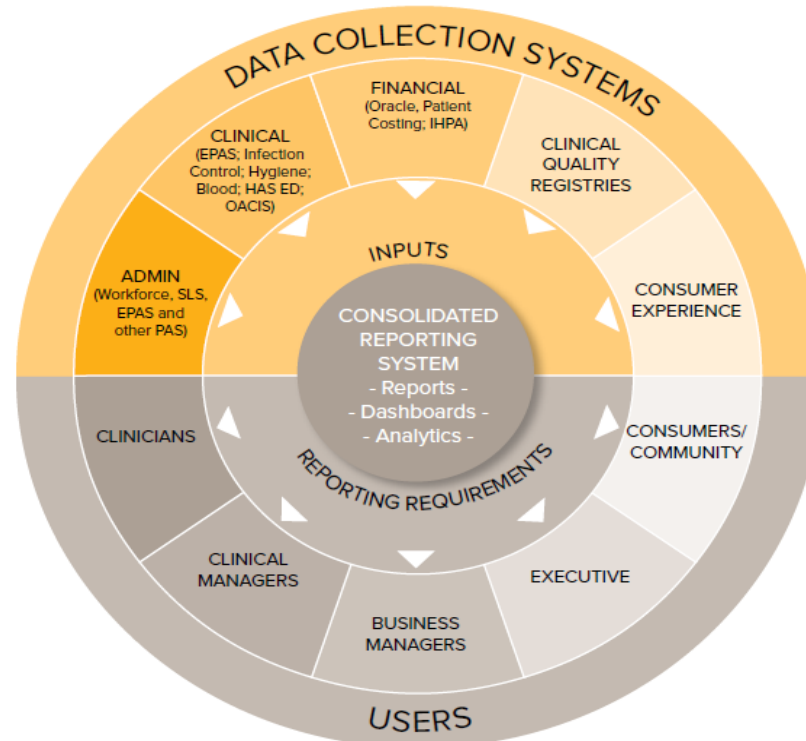 DATA COLLECTION SYSTEMS
FINANCIAL
(Oracle, Patient
Costing; IHPA)
CLINICAL
(EPAS; Infection
Control; Hygiene;
Blood; HAS ED;
OACIS)
CLINICAL
QUALITY
REGISTRIES
ADMIN
(Workforce, SLS,
EPAS and
other PAS)
CONSUMER
EXPERIENCE
INPUTS
CONSOLIDATED
REPORTING
SYSTEM
- Reports -
- Dashboards -
- Analytics -
REPORTING REQUIREMENTS
CLINICIANS
CONSUMERS/
COMMUNITY
CLINICAL
MANAGERS
EXECUTIVE
BUSINESS
MANAGERS
USERS